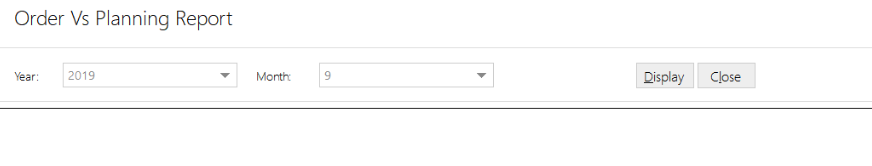 Order Vs Planning Report
Year: 2019 Month: 9 Display Close